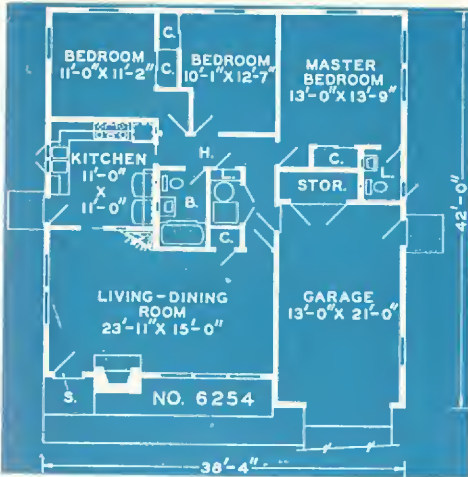 BEDROOM
11'-0" X 11'-2"
C.
C.
BEDROOM
10'-1" X 12'-7"
MASTER
BEDROOM
13'-0" X 13'-9"
KITCHEN
11'-0"
X
11'-0"
H.
B.
L.
C.
L.
STOR.
C.
LIVING-DINING
ROOM
23'-11" X 15'-0"
GARAGE
13'-0" X 21'-0"
S.
NO. 6254
42'-0"
38'-4"